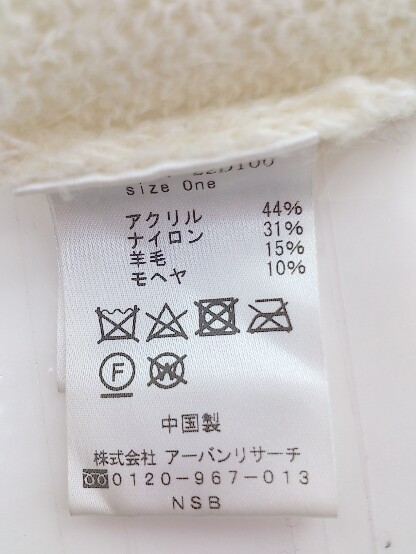 size One
アクリル 44%
ナイロン 31%
羊毛 15%
モヘヤ 10%
F W
中国製
株式会社 アーバンリサーチ
0120-967-013
NSB